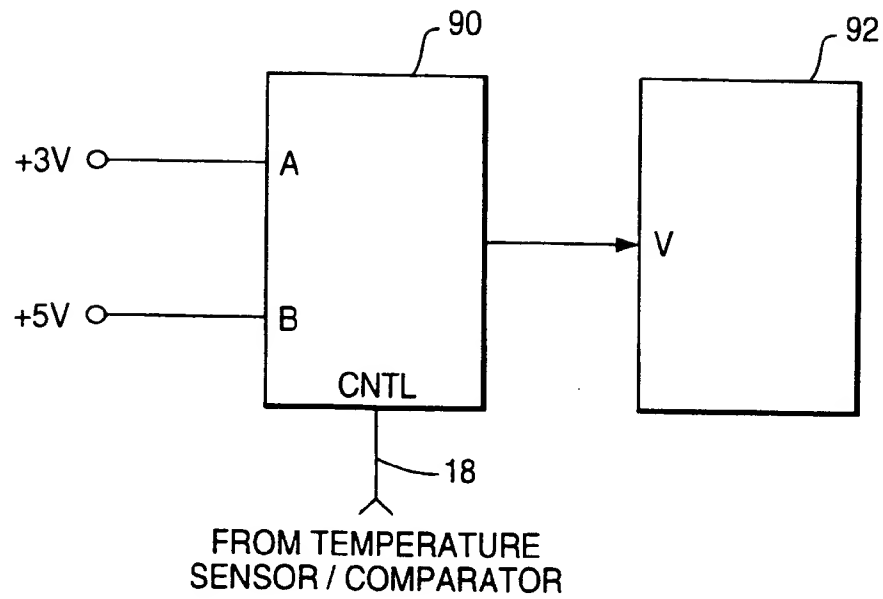 90
92
+3V
A
V
+5V
B
CNTL
18
FROM TEMPERATURE
SENSOR / COMPARATOR